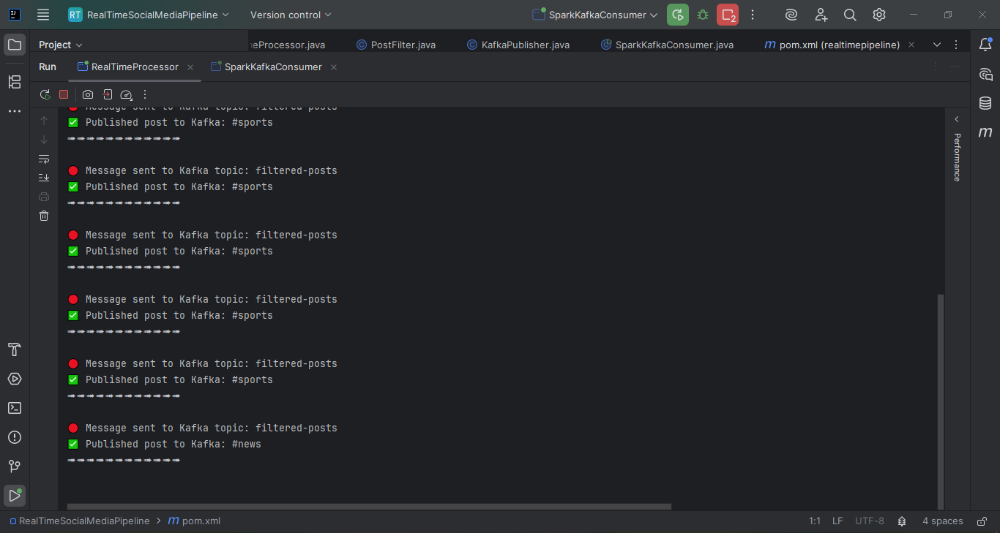 RT RealTimeSocialMediaPipeline Version control SparkKafkaConsumer 2
Project eProcessor.java PostFilter.java KafkaPublisher.java SparkKafkaConsumer.java m pom.xml (realtimepipeline)
Run RealTimeProcessor SparkKafkaConsumer
🔴 Message sent to Kafka topic: filtered-posts
✅ Published post to Kafka: #sports
➠➠➠➠➠➠➠➠➠➠➠➠
🔴 Message sent to Kafka topic: filtered-posts
✅ Published post to Kafka: #sports
➠➠➠➠➠➠➠➠➠➠➠➠
🔴 Message sent to Kafka topic: filtered-posts
✅ Published post to Kafka: #sports
➠➠➠➠➠➠➠➠➠➠➠➠
🔴 Message sent to Kafka topic: filtered-posts
✅ Published post to Kafka: #sports
➠➠➠➠➠➠➠➠➠➠➠➠
🔴 Message sent to Kafka topic: filtered-posts
✅ Published post to Kafka: #sports
➠➠➠➠➠➠➠➠➠➠➠➠
🔴 Message sent to Kafka topic: filtered-posts
✅ Published post to Kafka: #news
➠➠➠➠➠➠➠➠➠➠➠➠
Performance
m
RealTimeSocialMediaPipeline > m pom.xml 1:1 LF UTF-8 4 spaces